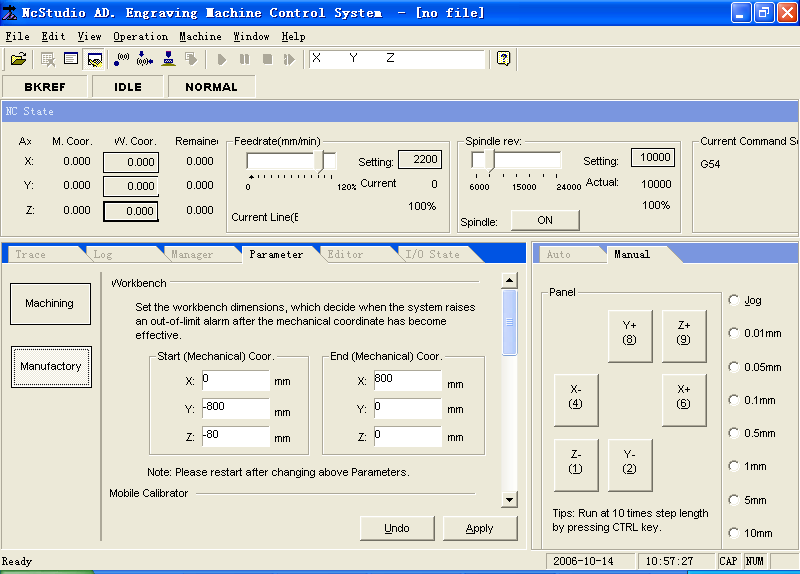 NcStudio AD. Engraving Machine Control System - [no file]
File Edit View Operation Machine Window Help
X Y Z
BKREF IDLE NORMAL
NC State
Ax M. Coor. W. Coor. Remaine
X: 0.000 0.000 0.000
Y: 0.000 0.000 0.000
Z: 0.000 0.000 0.000
Feedrate(mm/min)
Setting: 2200
0 120%
Current 0
100%
Current Line(E
Spindle rev:
Setting: 10000
6000 15000 24000
Actual: 10000
100%
Spindle: ON
Current Command Sc
G54
Trace Log Manager Parameter Editor I/O State
Machining
Manufactory
Workbench
Set the workbench dimensions, which decide when the system raises
an out-of-limit alarm after the mechanical coordinate has become
effective.
Start (Mechanical) Coor.
X: 0 mm
Y: -800 mm
Z: -80 mm
End (Mechanical) Coor.
X: 800 mm
Y: 0 mm
Z: 0 mm
Note: Please restart after changing above Parameters.
Mobile Calibrator
Undo Apply
Auto Manual
Panel
Y+
(8)
Z+
(9)
X-
(4)
X+
(6)
Z-
(1)
Y-
(2)
Tips: Run at 10 times step length
by pressing CTRL key.
Jog
0.01mm
0.05mm
0.1mm
0.5mm
1mm
5mm
10mm
Ready 2006-10-14 10:57:27 CAP NUM